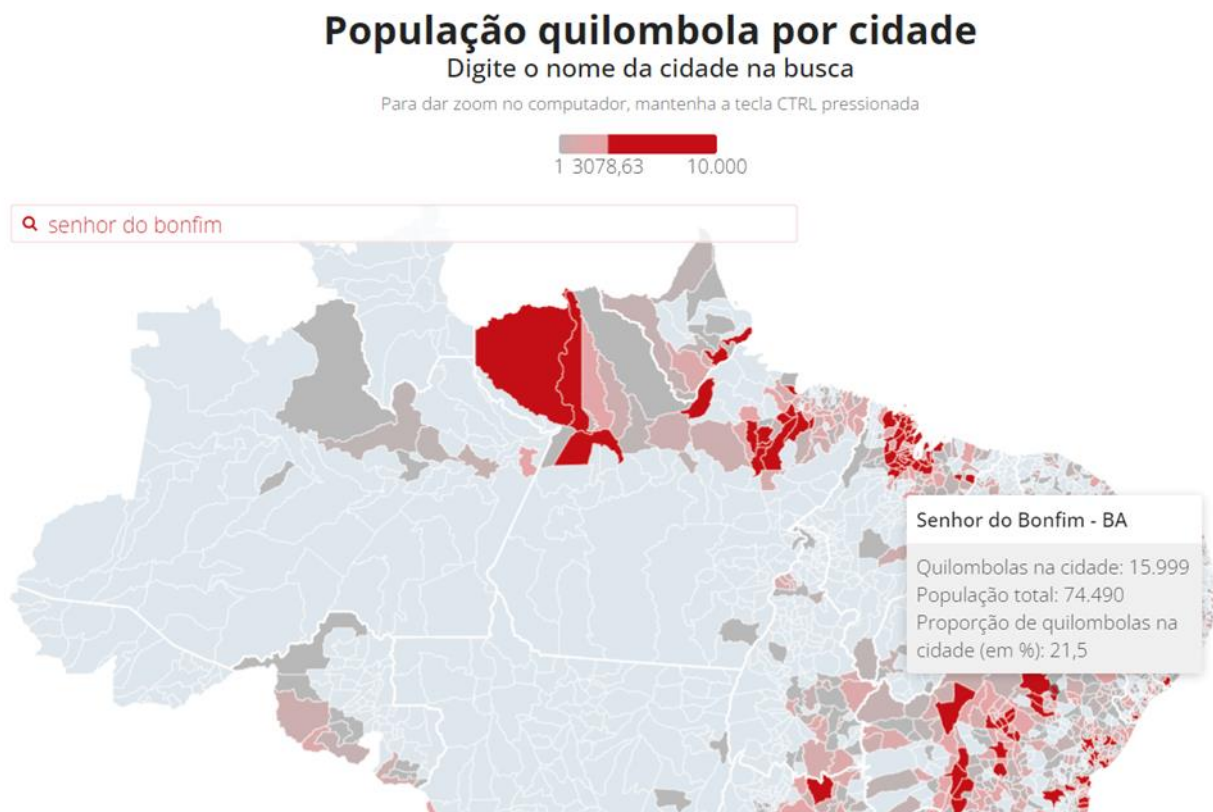 População quilombola por cidade
Digite o nome da cidade na busca
Para dar zoom no computador, mantenha a tecla CTRL pressionada
1 3078,63 10.000
senhor do bonfim
Senhor do Bonfim - BA
Quilombolas na cidade: 15.999
População total: 74.490
Proporção de quilombolas na
cidade (em %): 21,5